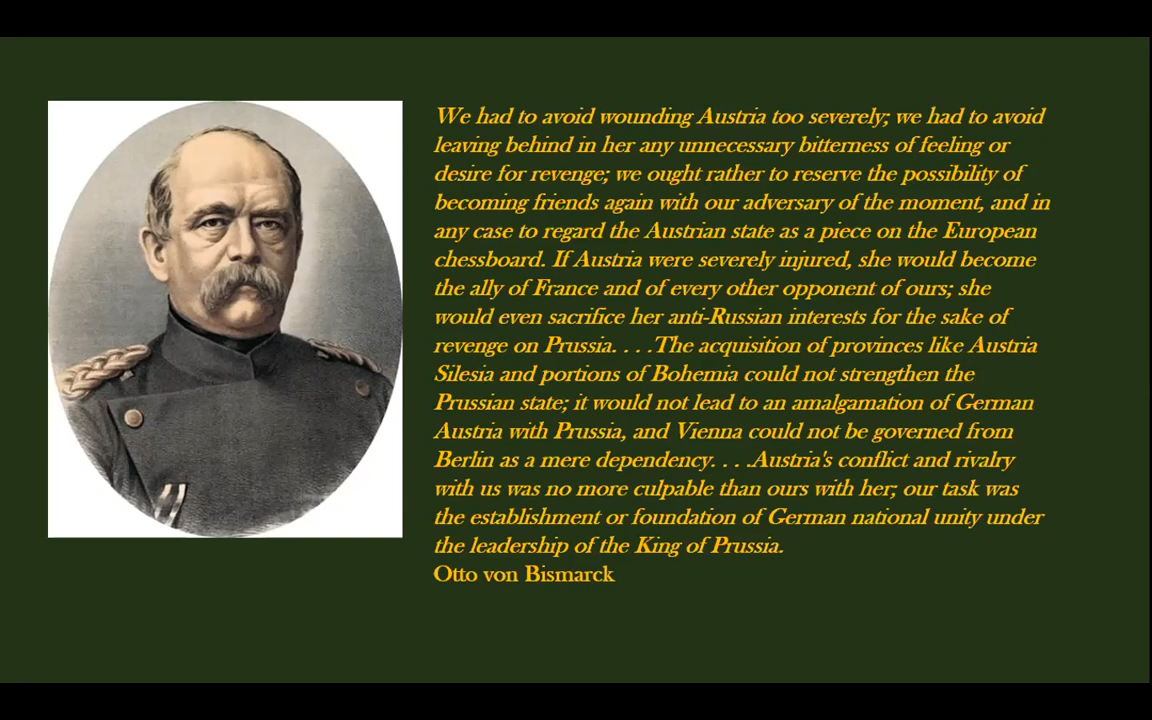 We had to avoid wounding Austria too severely; we had to avoid
leaving behind in her any unnecessary bitterness of feeling or
desire for revenge; we ought rather to reserve the possibility of
becoming friends again with our adversary of the moment, and in
any case to regard the Austrian state as a piece on the European
chessboard. If Austria were severely injured, she would become
the ally of France and of every other opponent of ours; she
would even sacrifice her anti-Russian interests for the sake of
revenge on Prussia. . . .The acquisition of provinces like Austria
Silesia and portions of Bohemia could not strengthen the
Prussian state; it would not lead to an amalgamation of German
Austria with Prussia, and Vienna could not be governed from
Berlin as a mere dependency. . . .Austria's conflict and rivalry
with us was no more culpable than ours with her; our task was
the establishment or foundation of German national unity under
the leadership of the King of Prussia.
Otto von Bismarck